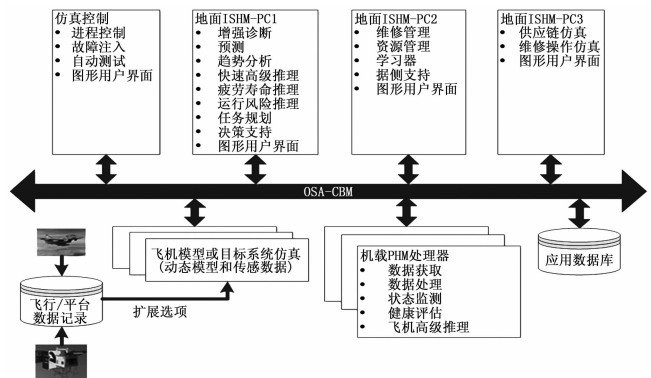 仿真控制
• 进程控制
• 故障注入
• 自动测试
• 图形用户界面
地面ISHM-PC1
• 增强诊断
• 预测
• 趋势分析
• 快速高级推理
• 疲劳寿命推理
• 运行风险推理
• 任务规划
• 决策支持
• 图形用户界面
地面ISHM-PC2
• 维修管理
• 资源管理
• 学习器
• 据侧支持
• 图形用户界面
地面ISHM-PC3
• 供应链仿真
• 维修操作仿真
• 图形用户界面
OSA-CBM
飞机模型或目标系统仿真
(动态模型和传感数据)
机载PHM处理器
• 数据获取
• 数据处理
• 状态监测
• 健康评估
• 飞机高级推理
应用数据库
飞行/平台
数据记录
扩展选项